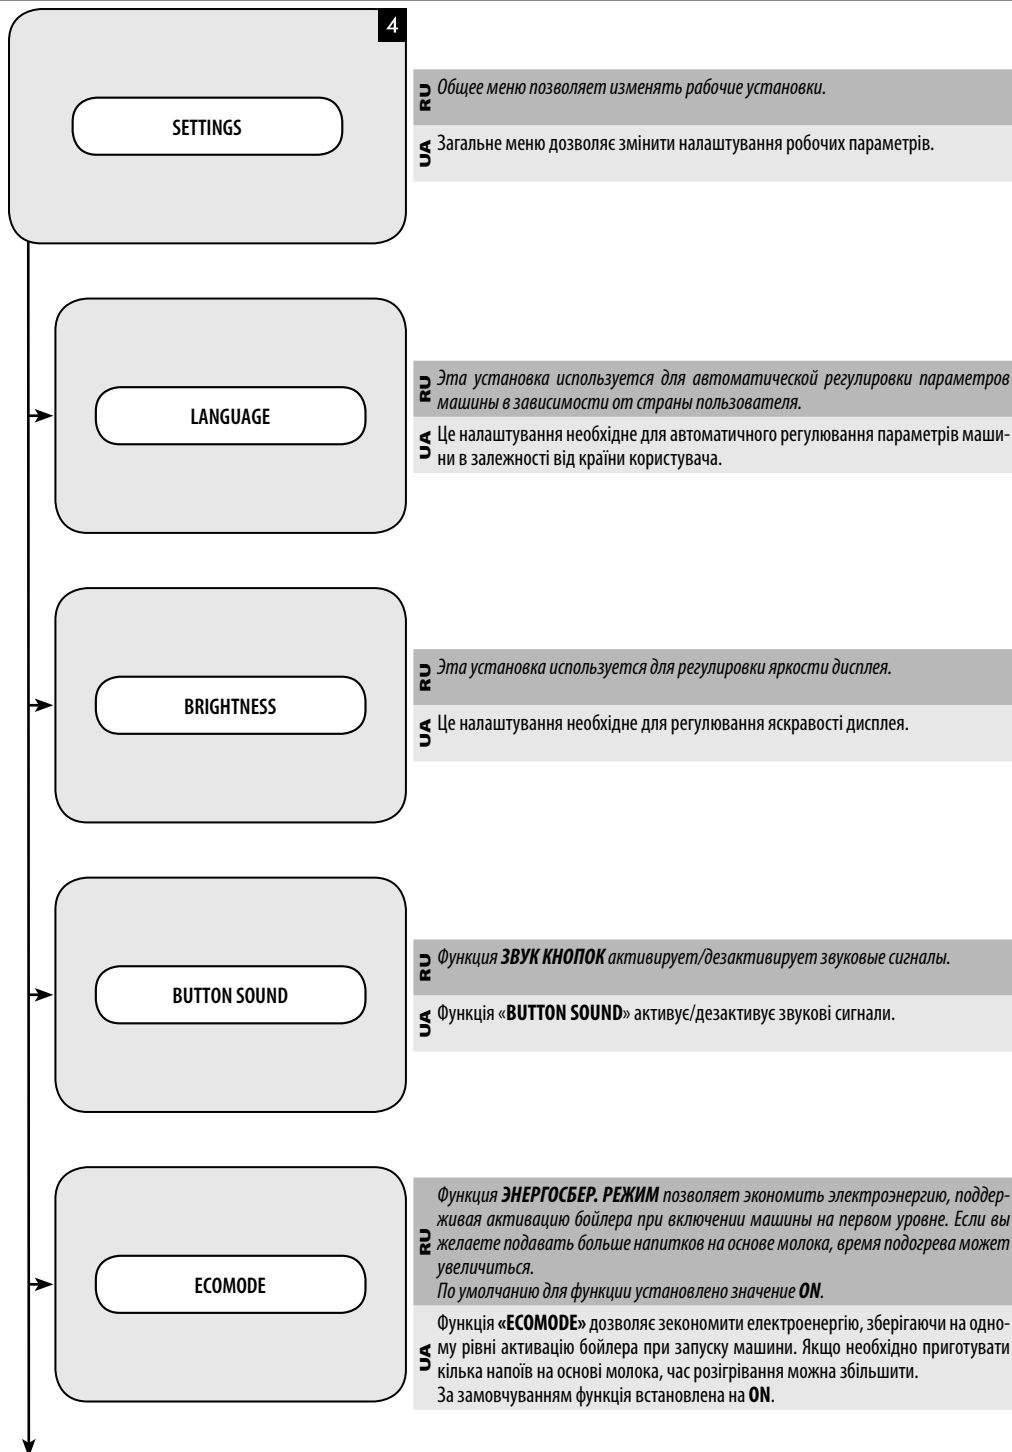 4
SETTINGS
RU
Общее меню позволяет изменять рабочие установки.
UA
Загальне меню дозволяє змінити налаштування робочих параметрів.
LANGUAGE
RU
Эта установка используется для автоматической регулировки параметров
машины в зависимости от страны пользователя.
UA
Це налаштування необхідне для автоматичного регулювання параметрів маши-
ни в залежності від країни користувача.
BRIGHTNESS
RU
Эта установка используется для регулировки яркости дисплея.
UA
Це налаштування необхідне для регулювання яскравості дисплея.
BUTTON SOUND
RU
Функция ЗВУК КНОПОК активирует/дезактивирует звуковые сигналы.
UA
Функція «BUTTON SOUND» активує/дезактивує звукові сигнали.
ECOMODE
RU
Функция ЭНЕРГОСБЕР. РЕЖИМ позволяет экономить электроэнергию, поддер-
живая активацию бойлера при включении машины на первом уровне. Если вы
желаете подавать больше напитков на основе молока, время подогрева может
увеличиться.
По умолчанию для функции установлено значение ON.
UA
Функція «ECOMODE» дозволяє зекономити електроенергію, зберігаючи на одно-
му рівні активацію бойлера при запуску машини. Якщо необхідно приготувати
кілька напоїв на основі молока, час розігрівання можна збільшити.
За замовчуванням функція встановлена на ON.